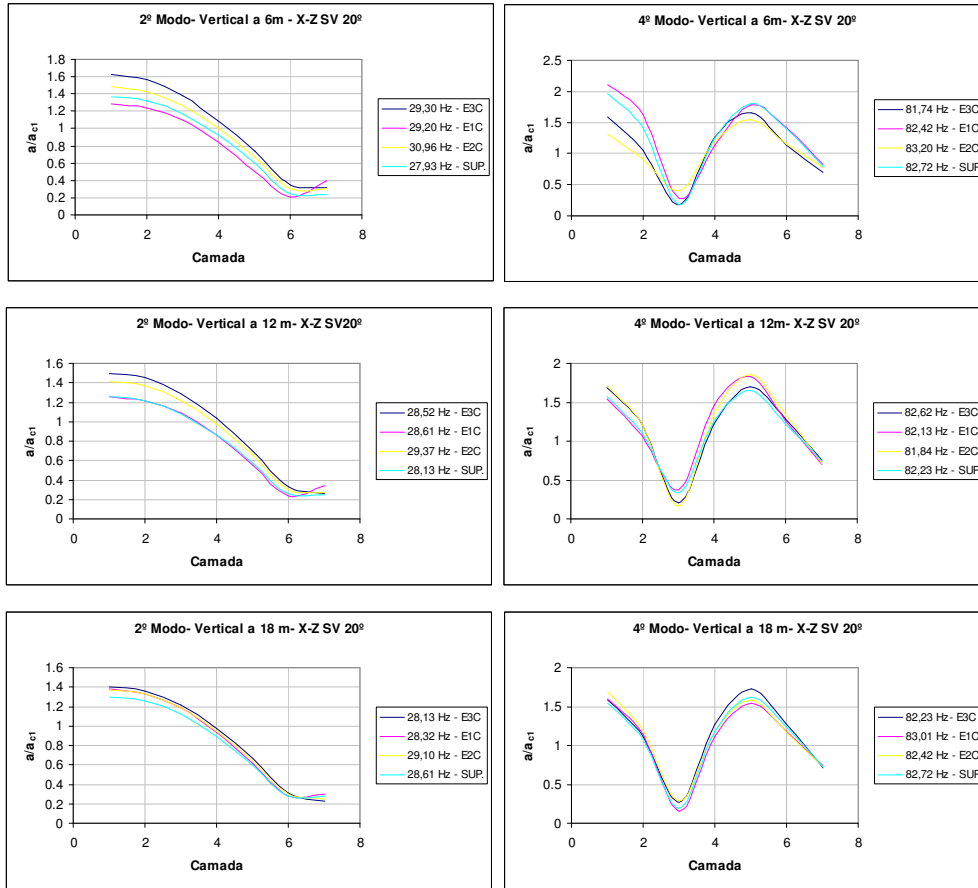 2º Modo- Vertical a 6m - X-Z SV 20º
1.8
1.6
1.4
1.2
1
0.8
0.6
0.4
0.2
0
0 2 4 6 8
a/ac1
Camada
29,30 Hz - E3C
29,20 Hz - E1C
30,96 Hz - E2C
27,93 Hz - SUP.
4º Modo- Vertical a 6m- X-Z SV 20º
2.5
2
1.5
1
0.5
0
0 2 4 6 8
a/ac1
Camada
81,74 Hz - E3C
82,42 Hz - E1C
83,20 Hz - E2C
82,72 Hz - SUP.
2º Modo- Vertical a 12 m- X-Z SV20º
1.6
1.4
1.2
1
0.8
0.6
0.4
0.2
0
0 2 4 6 8
a/ac1
Camada
28,52 Hz - E3C
28,61 Hz - E1C
29,37 Hz - E2C
28,13 Hz - SUP.
4º Modo- Vertical a 12m- X-Z SV 20º
2
1.5
1
0.5
0
0 2 4 6 8
a/ac1
Camada
82,62 Hz - E3C
82,13 Hz - E1C
81,84 Hz - E2C
82,23 Hz - SUP.
2º Modo- Vertical a 18 m- X-Z SV 20º
1.6
1.4
1.2
1
0.8
0.6
0.4
0.2
0
0 2 4 6 8
a/ac1
Camada
28,13 Hz - E3C
28,32 Hz - E1C
29,10 Hz - E2C
28,61 Hz - SUP.
4º Modo- Vertical a 18 m- X-Z SV 20º
2
1.5
1
0.5
0
0 2 4 6 8
a/ac1
Camada
82,23 Hz- E3C
83,01 Hz - E1C
82,42 Hz - E2C
82,72 Hz - SUP.